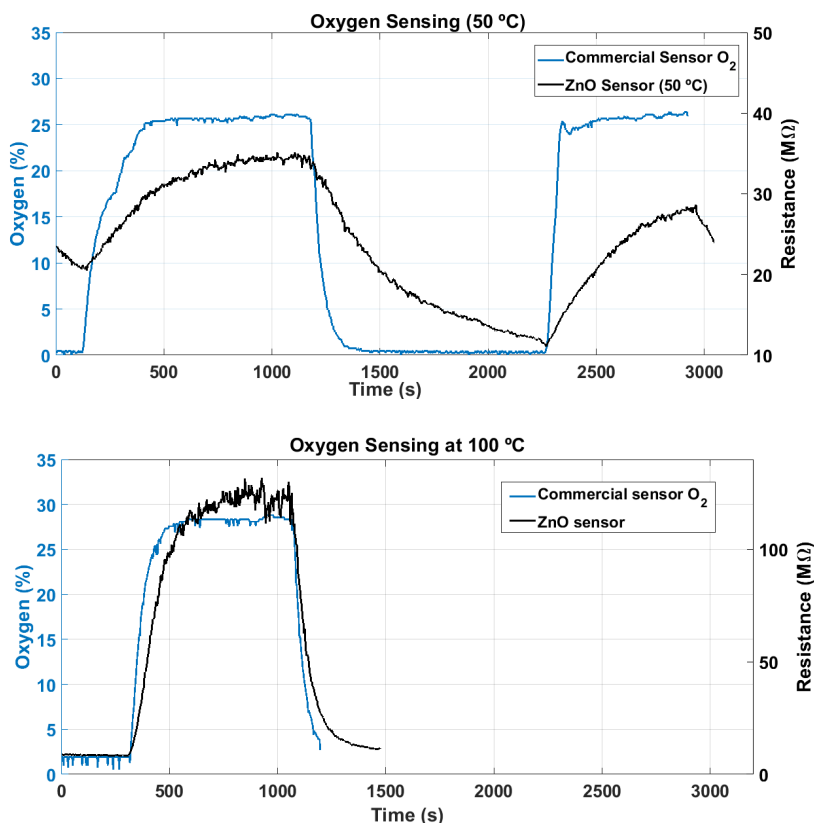 Oxygen Sensing (50 ºC)
Commercial Sensor O2
ZnO Sensor (50 ºC)
Oxygen (%)
35
30
25
20
15
10
5
0
Resistance (MΩ)
50
40
30
20
10
0 500 1000 1500 2000 2500 3000
Time (s)
Oxygen Sensing at 100 ºC
Commercial sensor O2
ZnO sensor
Oxygen (%)
35
30
25
20
15
10
5
0
Resistance (MΩ)
100
50
0
0 500 1000 1500 2000 2500 3000
Time (s)